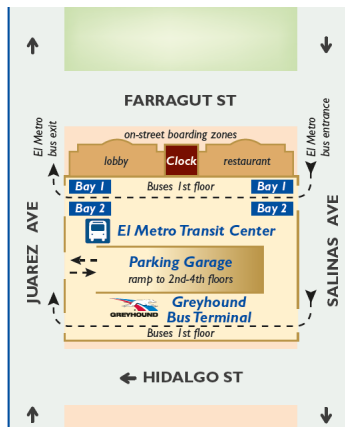 FARRAGUT ST
on-street boarding zones
El Metro
bus exit
El Metro
bus entrance
lobby
Clock
restaurant
Bay 1
Buses 1st floor
Bay 1
Bay 2
Bay 2
JUAREZ AVE
SALINAS AVE
El Metro Transit Center
Parking Garage
ramp to 2nd-4th floors
GREYHOUND
Greyhound
Bus Terminal
Buses 1st floor
HIDALGO ST